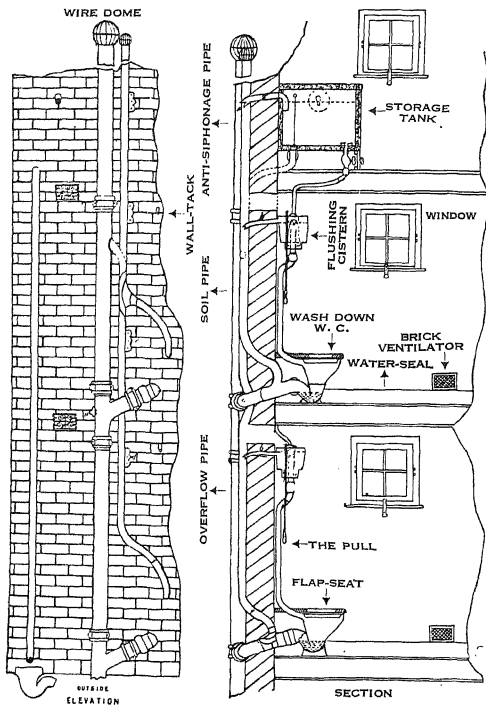 WIRE DOME
ANTI-SIPHONAGE PIPE
STORAGE
TANK
WALL-TACK
FLUSHING
CISTERN
WINDOW
SOIL PIPE
WASH DOWN
W. C.
BRICK
VENTILATOR
WATER-SEAL
OVERFLOW PIPE
THE PULL
FLAP-SEAT
OUTSIDE
ELEVATION
SECTION